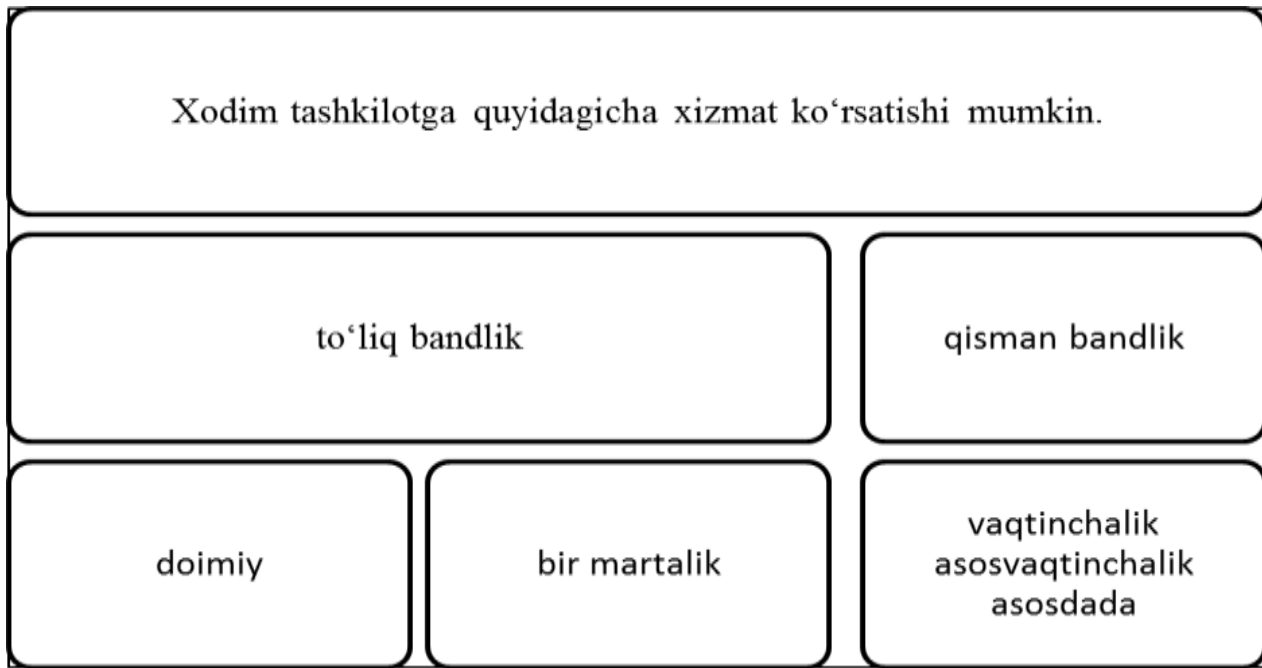 Xodim tashkilotga quyidagicha xizmat ko‘rsatishi mumkin.
to‘liq bandlik
qisman bandlik
doimiy
bir martalik
vaqtinchalik
asosvaqtinchalik
asosdada